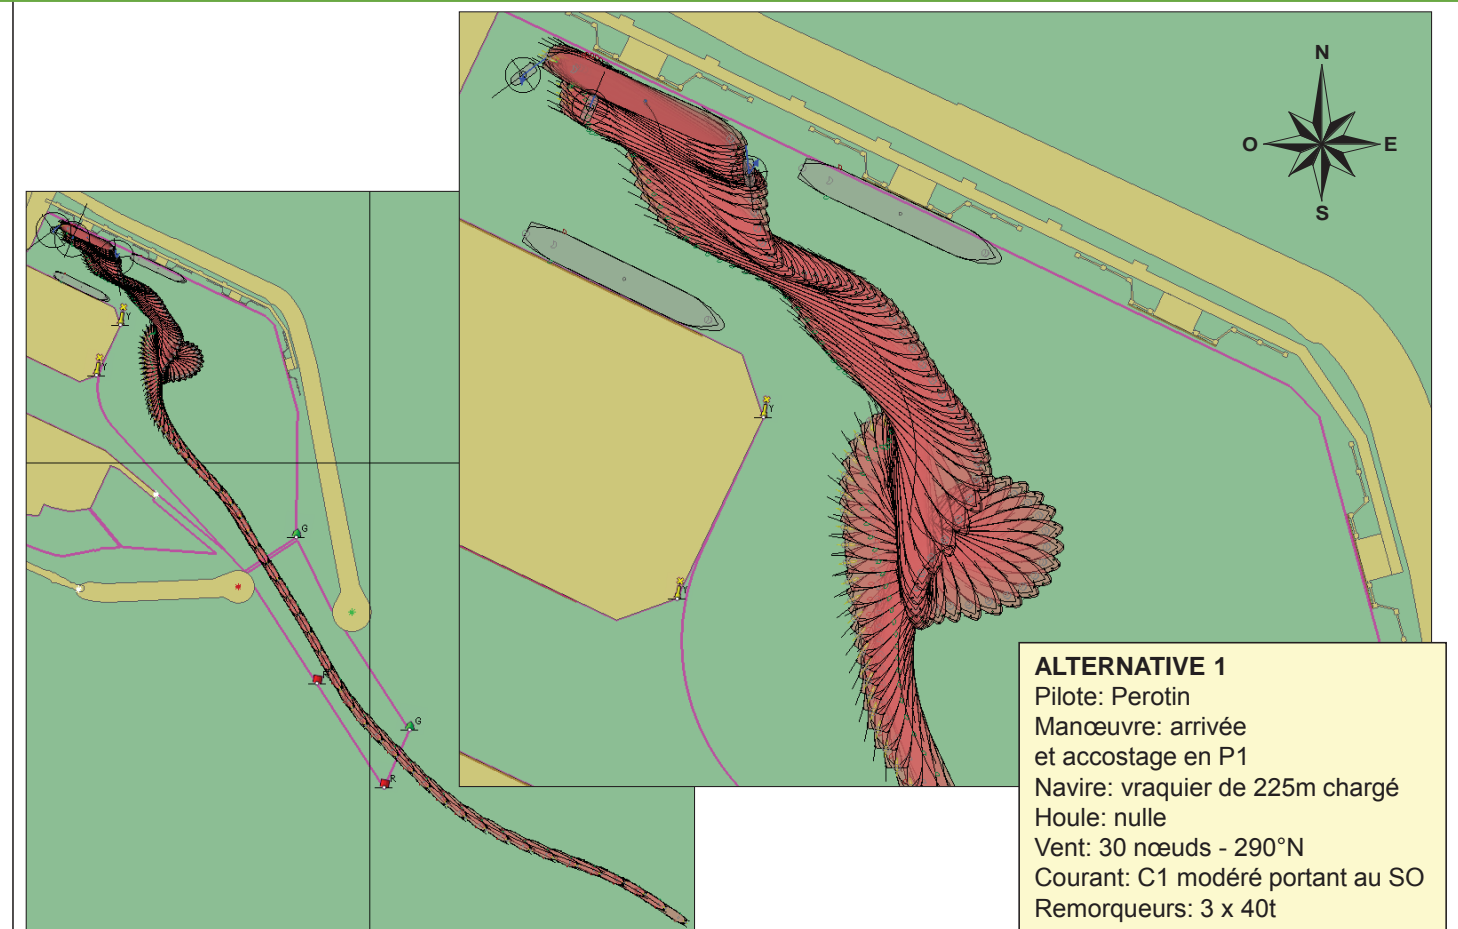 N
O
E
S
Y
Y
Y
Y
G
R
G
R
ALTERNATIVE 1
Pilote: Perotin
Manœuvre: arrivée
et accostage en P1
Navire: vraquier de 225m chargé
Houle: nulle
Vent: 30 nœuds - 290°N
Courant: C1 modéré portant au SO
Remorqueurs: 3 x 40t